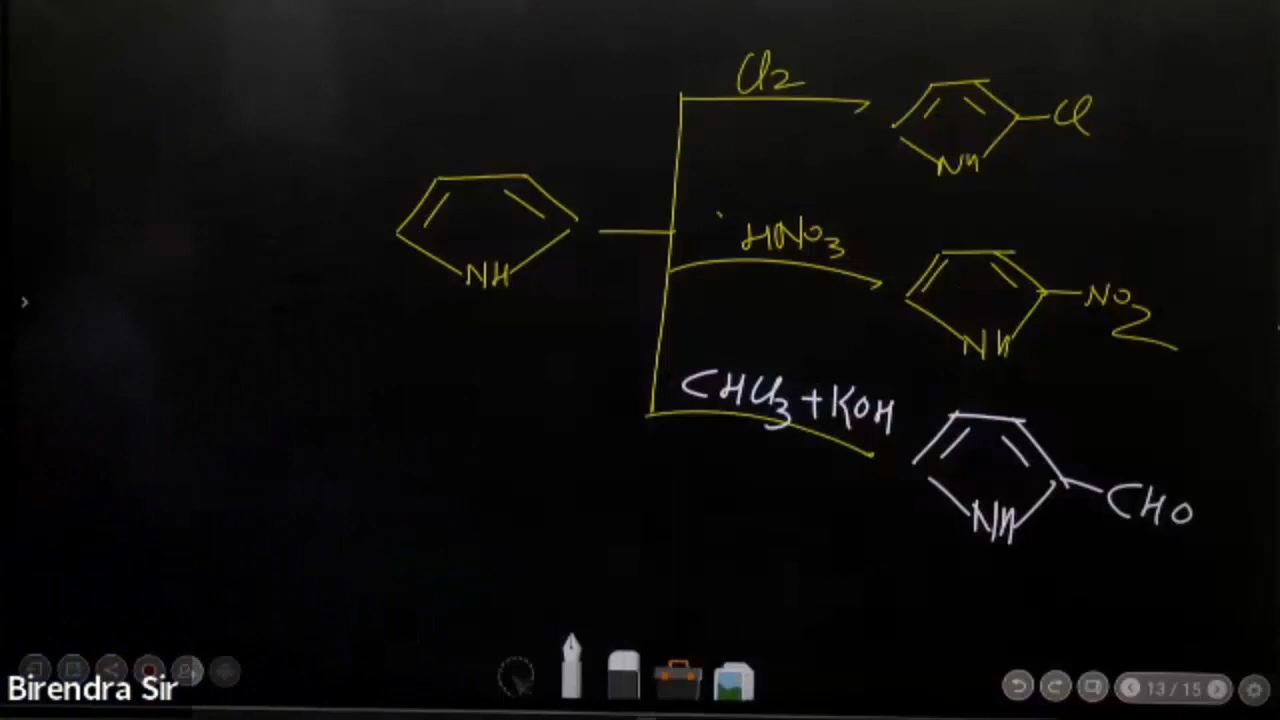 Cl2
Cl
NH
HNO3
NH
NO2
NH
CHCl3 + KOH
CHO
NH
Birendra Sir
13 / 15